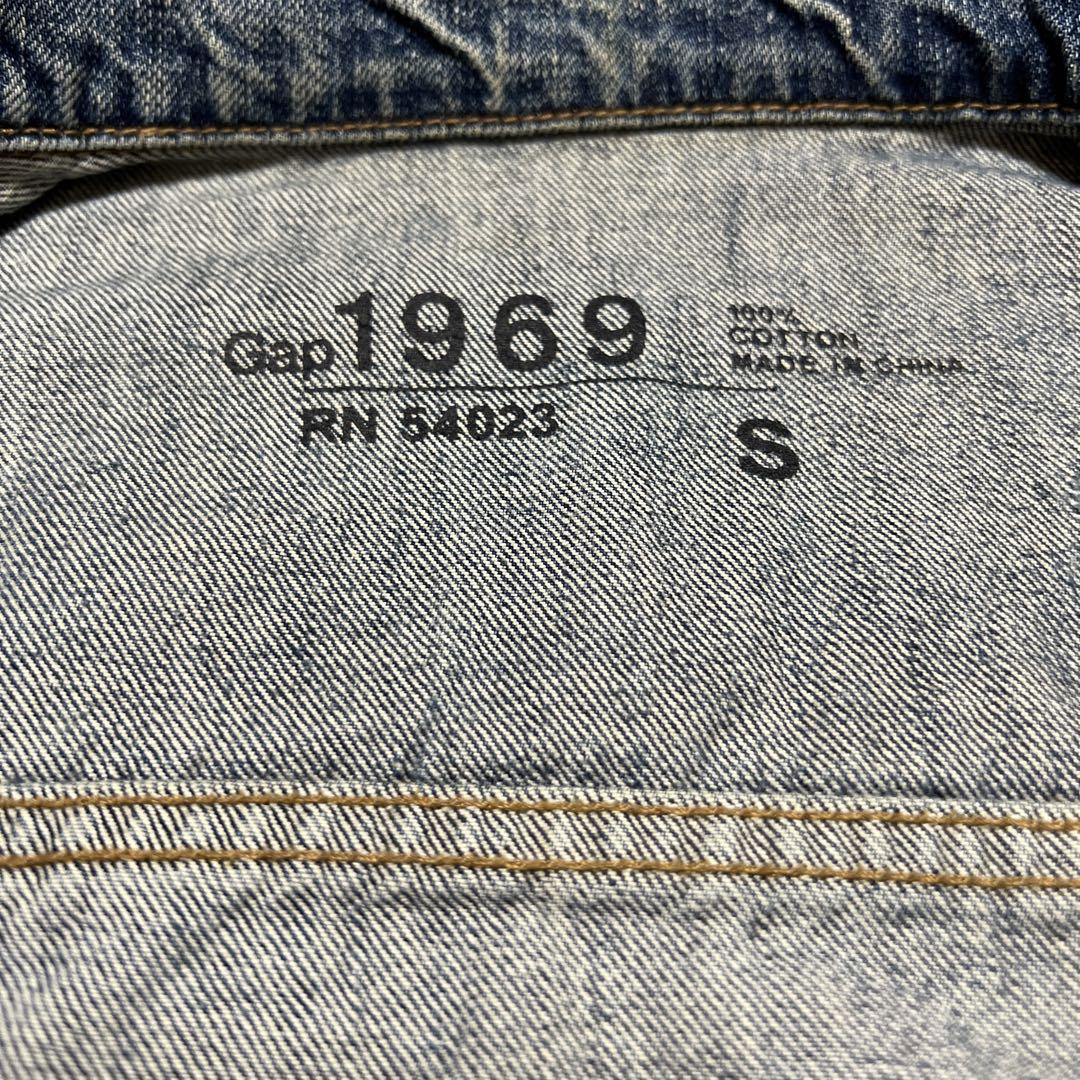 Gap1969
100%
COTTON
MADE IN CHINA
RN 54023
S